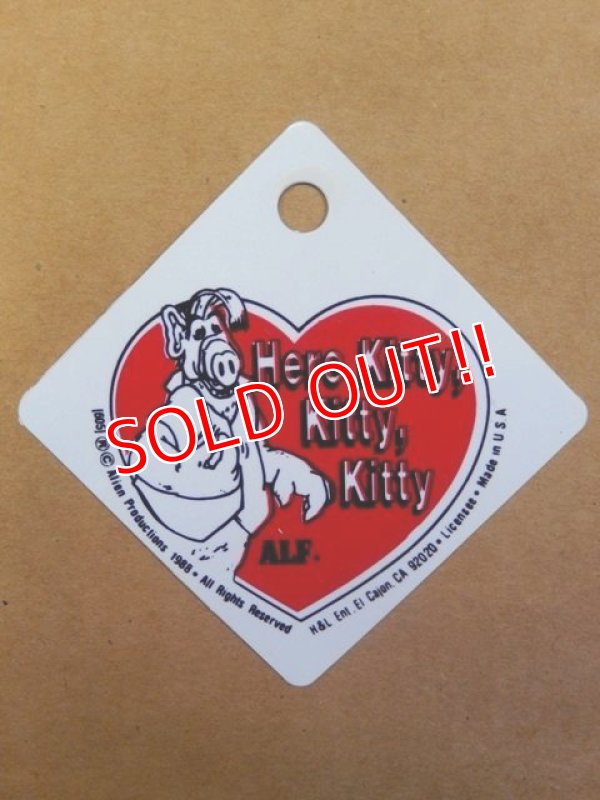 Here Kitty,
Kitty,
Kitty
SOLD OUT!!
ALF.
1509I Ⓡ © Alien Productions 1988 • All Rights Reserved
H&L Ent. El Cajon, CA 92020 • Licensee • Made in U.S.A